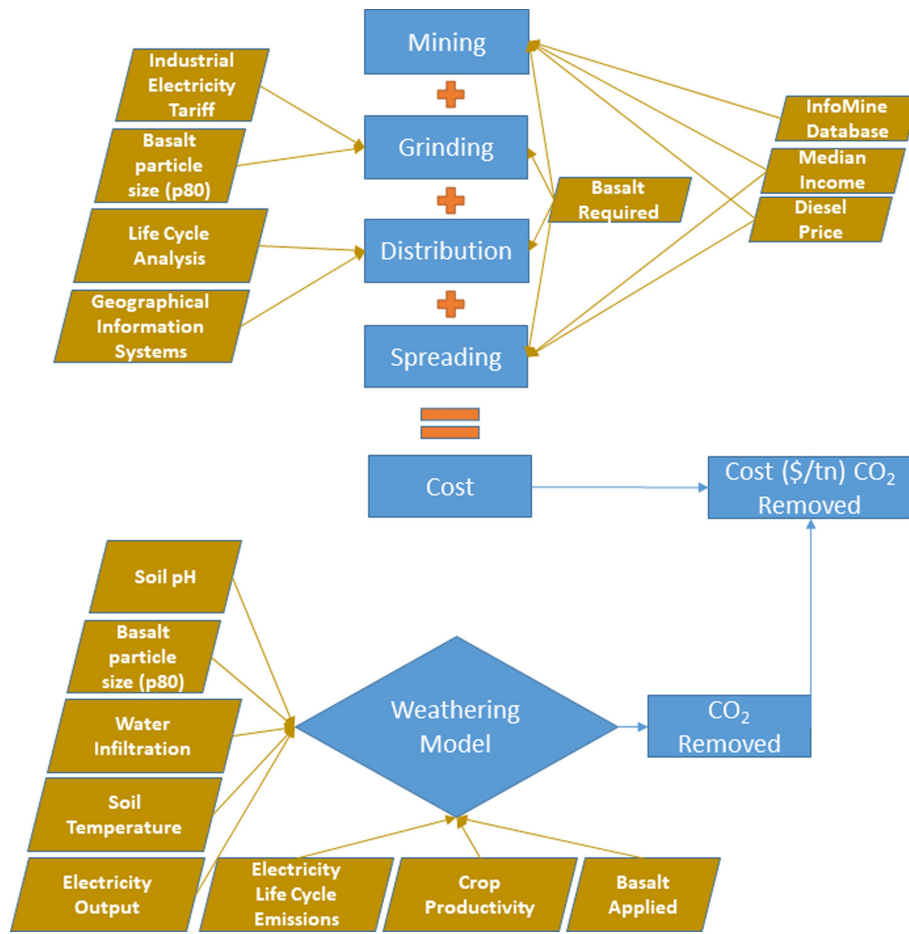 Mining
Industrial
Electricity
Tariff
InfoMine
Database
Basalt
particle
size (p80)
Grinding
Median
Income
Basalt
Required
Diesel
Price
Life Cycle
Analysis
Distribution
Geographical
Information
Systems
Spreading
Cost
Cost ($/tn) CO₂
Removed
Soil pH
Basalt
particle
size (p80)
Water
Infiltration
Weathering
Model
CO₂
Removed
Soil
Temperature
Electricity
Output
Electricity
Life Cycle
Emissions
Crop
Productivity
Basalt
Applied